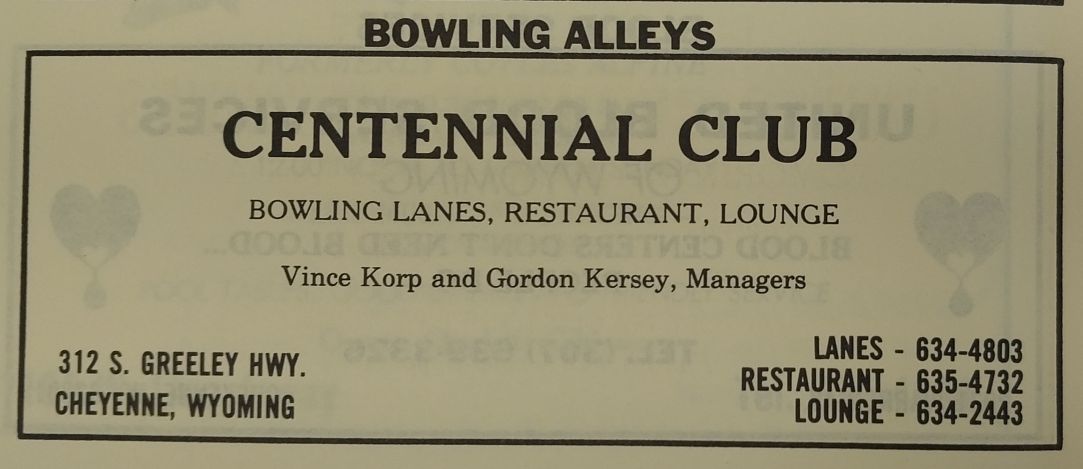 BOWLING ALLEYS
CENTENNIAL CLUB
BOWLING LANES, RESTAURANT, LOUNGE
Vince Korp and Gordon Kersey, Managers
312 S. GREELEY HWY.
CHEYENNE, WYOMING
LANES - 634-4803
RESTAURANT - 635-4732
LOUNGE - 634-2443